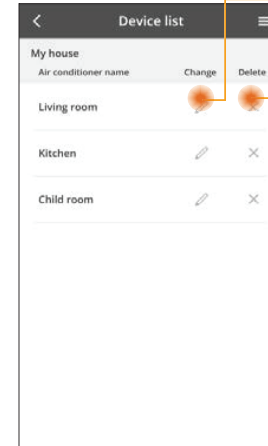 Device list
My house
Air conditioner name Change Delete
Living room
Kitchen
Child room